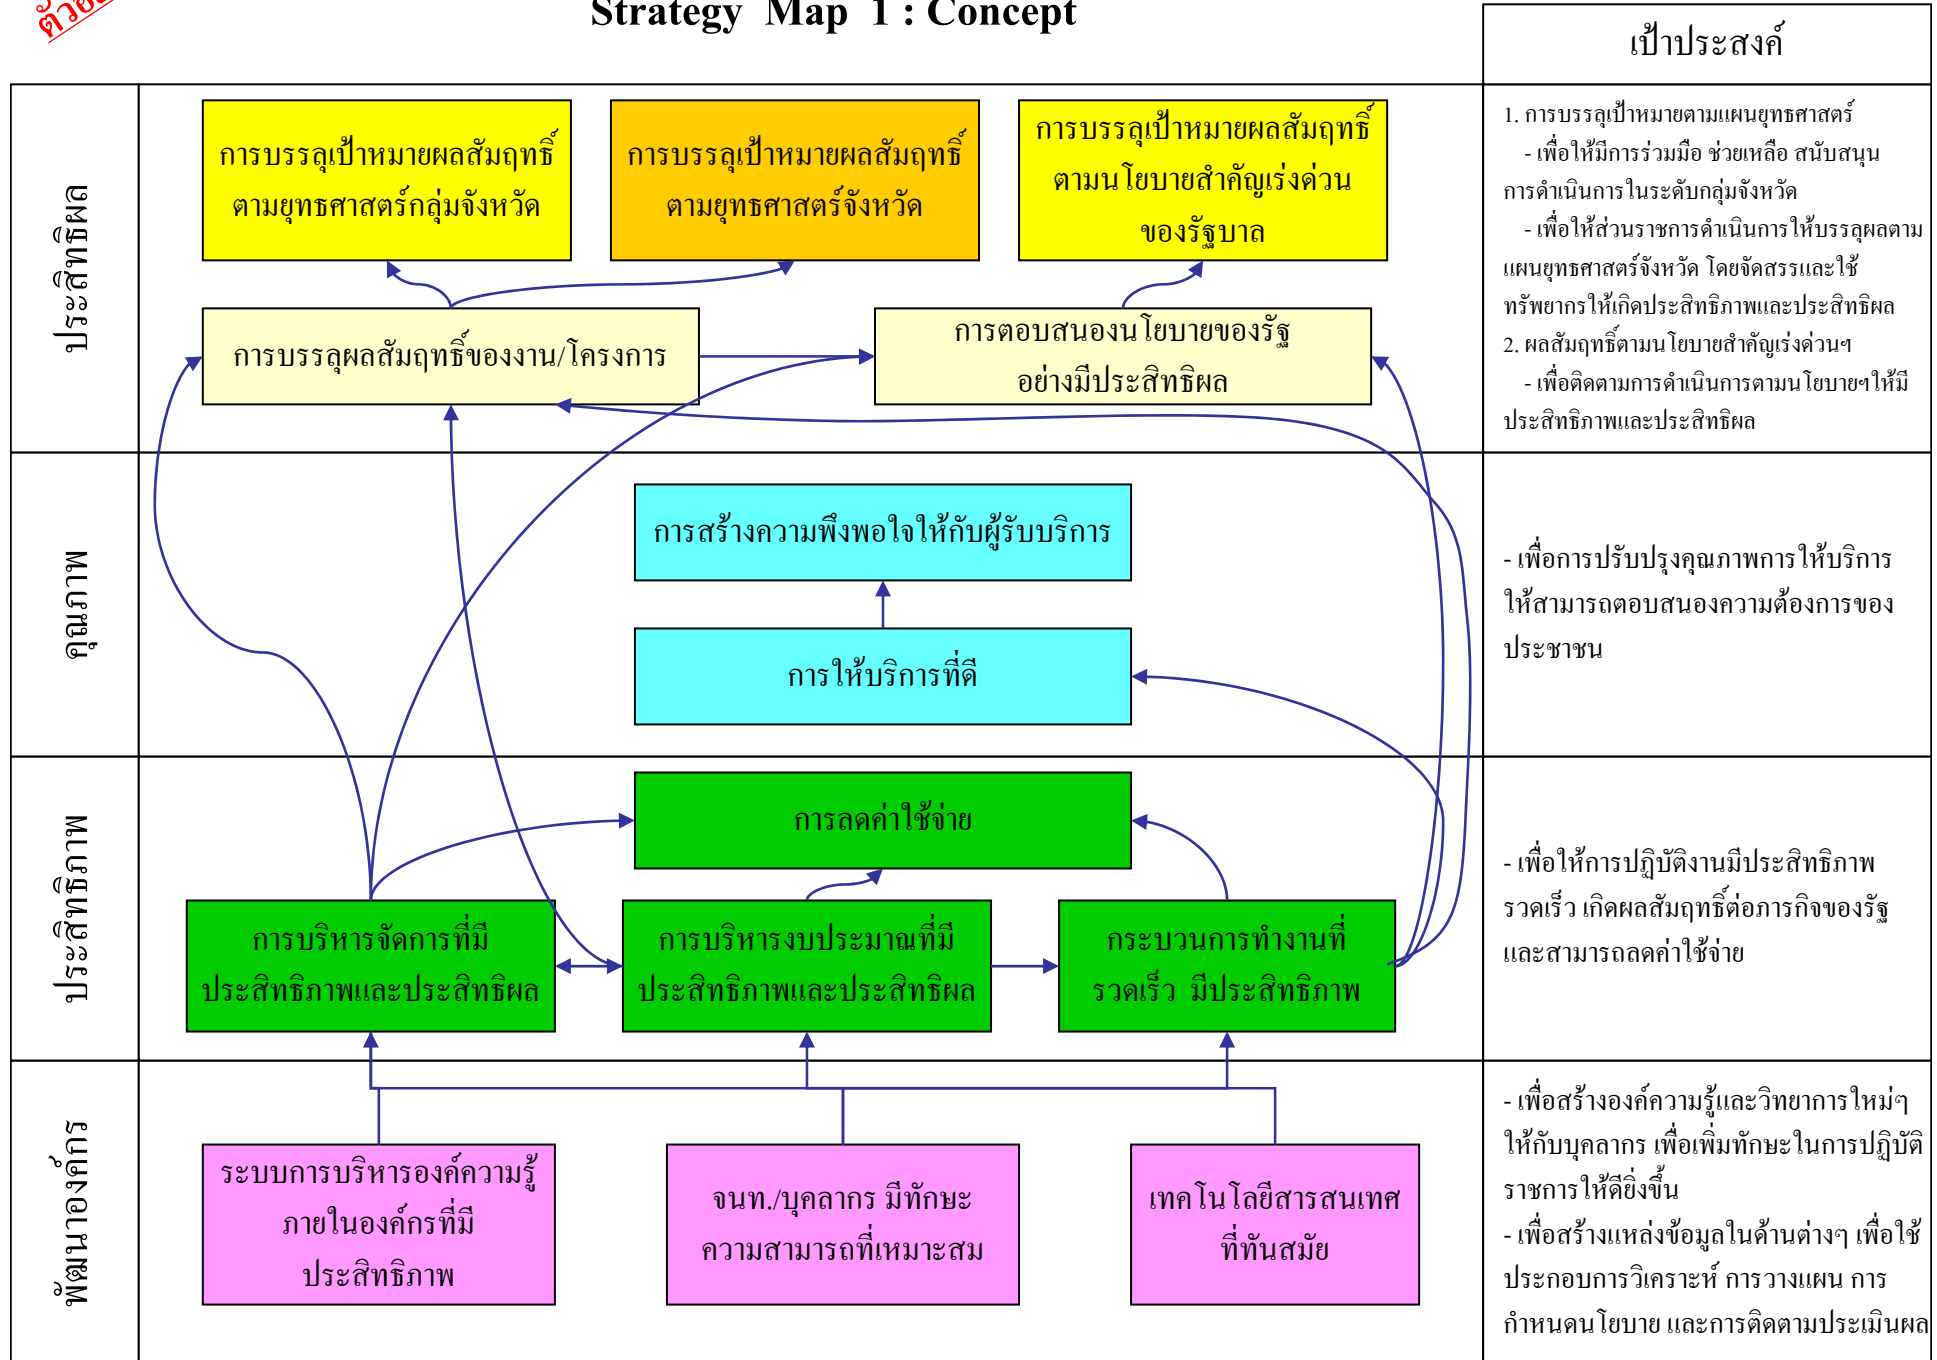 Strategy Map 1 : Concept
เป้าประสงค์
ประสิทธิผล
การบรรลุเป้าหมายผลสัมฤทธิ์
ตามยุทธศาสตร์กลุ่มจังหวัด
การบรรลุเป้าหมายผลสัมฤทธิ์
ตามยุทธศาสตร์จังหวัด
การบรรลุเป้าหมายผลสัมฤทธิ์
ตามนโยบายสำคัญเร่งด่วน
ของรัฐบาล
การบรรลุผลสัมฤทธิ์ของงาน/โครงการ
การตอบสนองนโยบายของรัฐ
อย่างมีประสิทธิผล
1. การบรรลุเป้าหมายตามแผนยุทธศาสตร์
- เพื่อให้มีการร่วมมือ ช่วยเหลือ สนับสนุน
การดำเนินการในระดับกลุ่มจังหวัด
- เพื่อให้ส่วนราชการดำเนินการให้บรรลุผลตาม
แผนยุทธศาสตร์จังหวัด โดยจัดสรรและใช้
ทรัพยากรให้เกิดประสิทธิภาพและประสิทธิผล
2. ผลสัมฤทธิ์ตามนโยบายสำคัญเร่งด่วนฯ
- เพื่อติดตามการดำเนินการตามนโยบายฯให้มี
ประสิทธิภาพและประสิทธิผล
คุณภาพ
การสร้างความพึงพอใจให้กับผู้รับบริการ
การให้บริการที่ดี
- เพื่อการปรับปรุงคุณภาพการให้บริการ
ให้สามารถตอบสนองความต้องการของ
ประชาชน
ประสิทธิภาพ
การลดค่าใช้จ่าย
การบริหารจัดการที่มี
ประสิทธิภาพและประสิทธิผล
การบริหารงบประมาณที่มี
ประสิทธิภาพและประสิทธิผล
กระบวนการทำงานที่
รวดเร็ว มีประสิทธิภาพ
- เพื่อให้การปฏิบัติงานมีประสิทธิภาพ
รวดเร็ว เกิดผลสัมฤทธิ์ต่อภารกิจของรัฐ
และสามารถลดค่าใช้จ่าย
พัฒนาองค์กร
ระบบการบริหารองค์ความรู้
ภายในองค์กรที่มี
ประสิทธิภาพ
จนท./บุคลากร มีทักษะ
ความสามารถที่เหมาะสม
เทคโนโลยีสารสนเทศ
ที่ทันสมัย
- เพื่อสร้างองค์ความรู้และวิทยาการใหม่ๆ
ให้กับบุคลากร เพื่อเพิ่มทักษะในการปฏิบัติ
ราชการให้ดียิ่งขึ้น
- เพื่อสร้างแหล่งข้อมูลในด้านต่างๆ เพื่อใช้
ประกอบการวิเคราะห์ การวางแผน การ
กำหนดนโยบาย และการติดตามประเมินผล